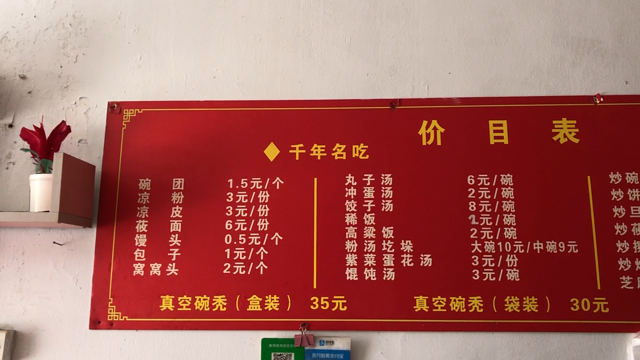 价目表
千年名吃
碗团 1.5元/个
凉粉 3元/份
凉皮 3元/份
莜面 6元/份
馒头 0.5元/个
包子 1元/个
窝窝头 2元/个
丸子汤 6元/碗
冲蛋汤 2元/碗
饺子汤 8元/碗
稀饭 1元/碗
高粱饭 2元/碗
粉汤圪垛 大碗10元/中碗9元
紫菜蛋花汤 3元/份
馄饨汤 3元/碗
炒碗
炒饼
炒
炒
炒
炒
芝
真空碗秃（盒装） 35元
真空碗秃（袋装） 30元